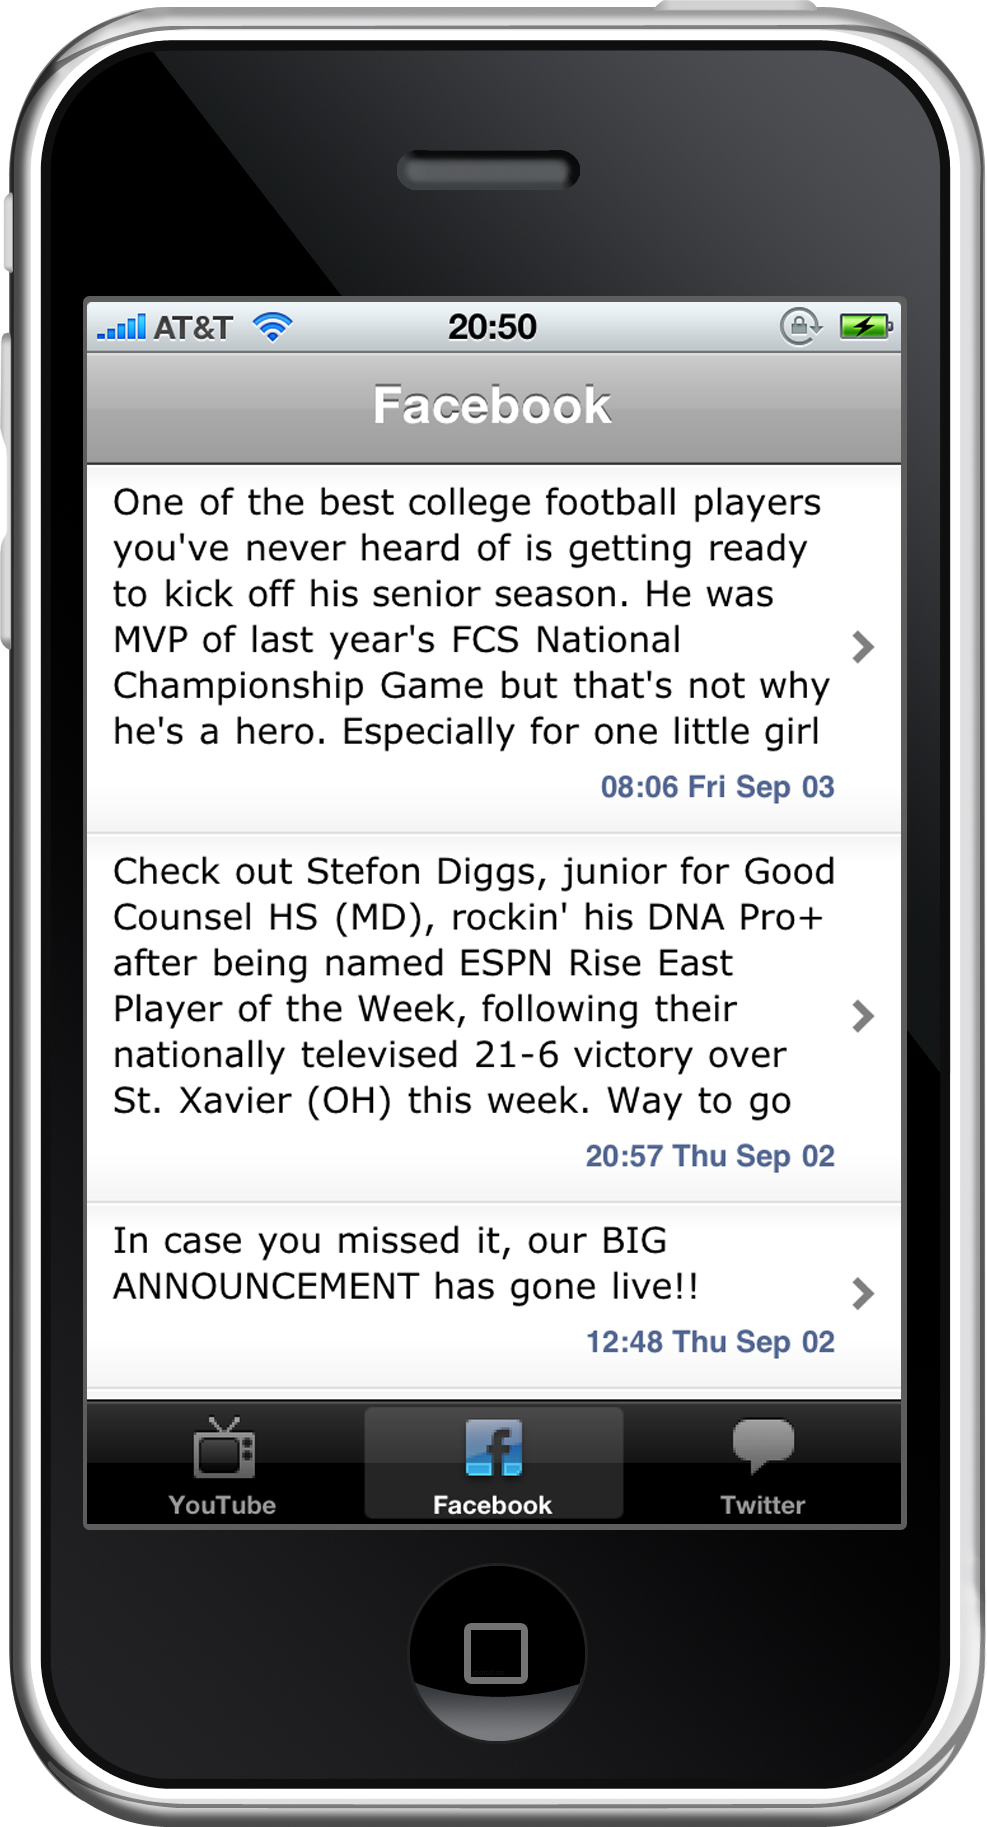 AT&T 20:50
Facebook
One of the best college football players
you've never heard of is getting ready
to kick off his senior season. He was
MVP of last year's FCS National
Championship Game but that's not why
he's a hero. Especially for one little girl
08:06 Fri Sep 03
Check out Stefon Diggs, junior for Good
Counsel HS (MD), rockin' his DNA Pro+
after being named ESPN Rise East
Player of the Week, following their
nationally televised 21-6 victory over
St. Xavier (OH) this week. Way to go
20:57 Thu Sep 02
In case you missed it, our BIG
ANNOUNCEMENT has gone live!!
12:48 Thu Sep 02
YouTube Facebook Twitter